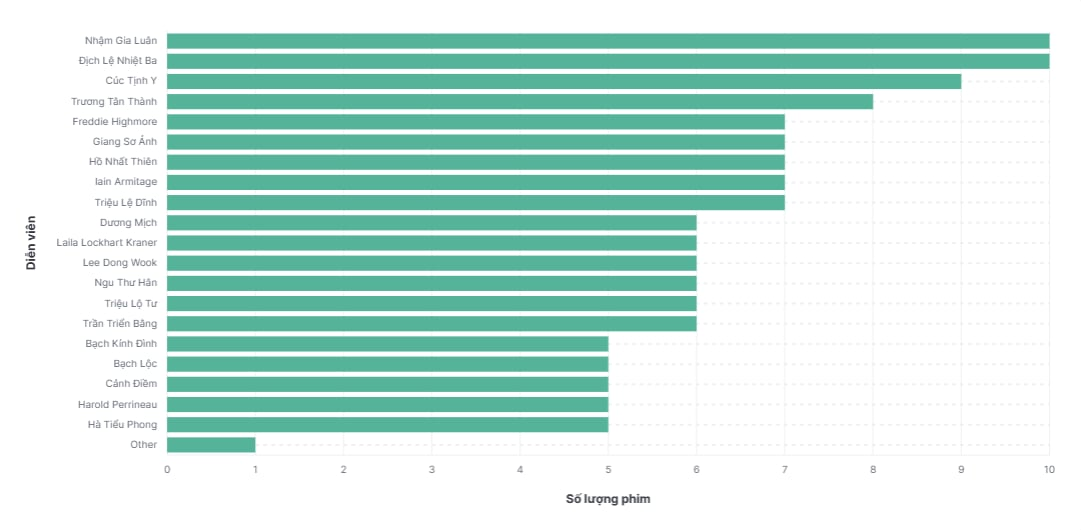 Nhậm Gia Luân
Địch Lệ Nhiệt Ba
Cúc Tịnh Y
Trương Tân Thành
Freddie Highmore
Giang Sơ Ảnh
Hồ Nhất Thiên
Iain Armitage
Triệu Lệ Dĩnh
Dương Mịch
Laila Lockhart Kraner
Lee Dong Wook
Ngu Thư Hân
Triệu Lộ Tư
Trần Triển Bằng
Bạch Kính Đình
Bạch Lộc
Cảnh Điềm
Harold Perrineau
Hà Tiểu Phong
Other
Diễn viên
0 1 2 3 4 5 6 7 8 9 10
Số lượng phim